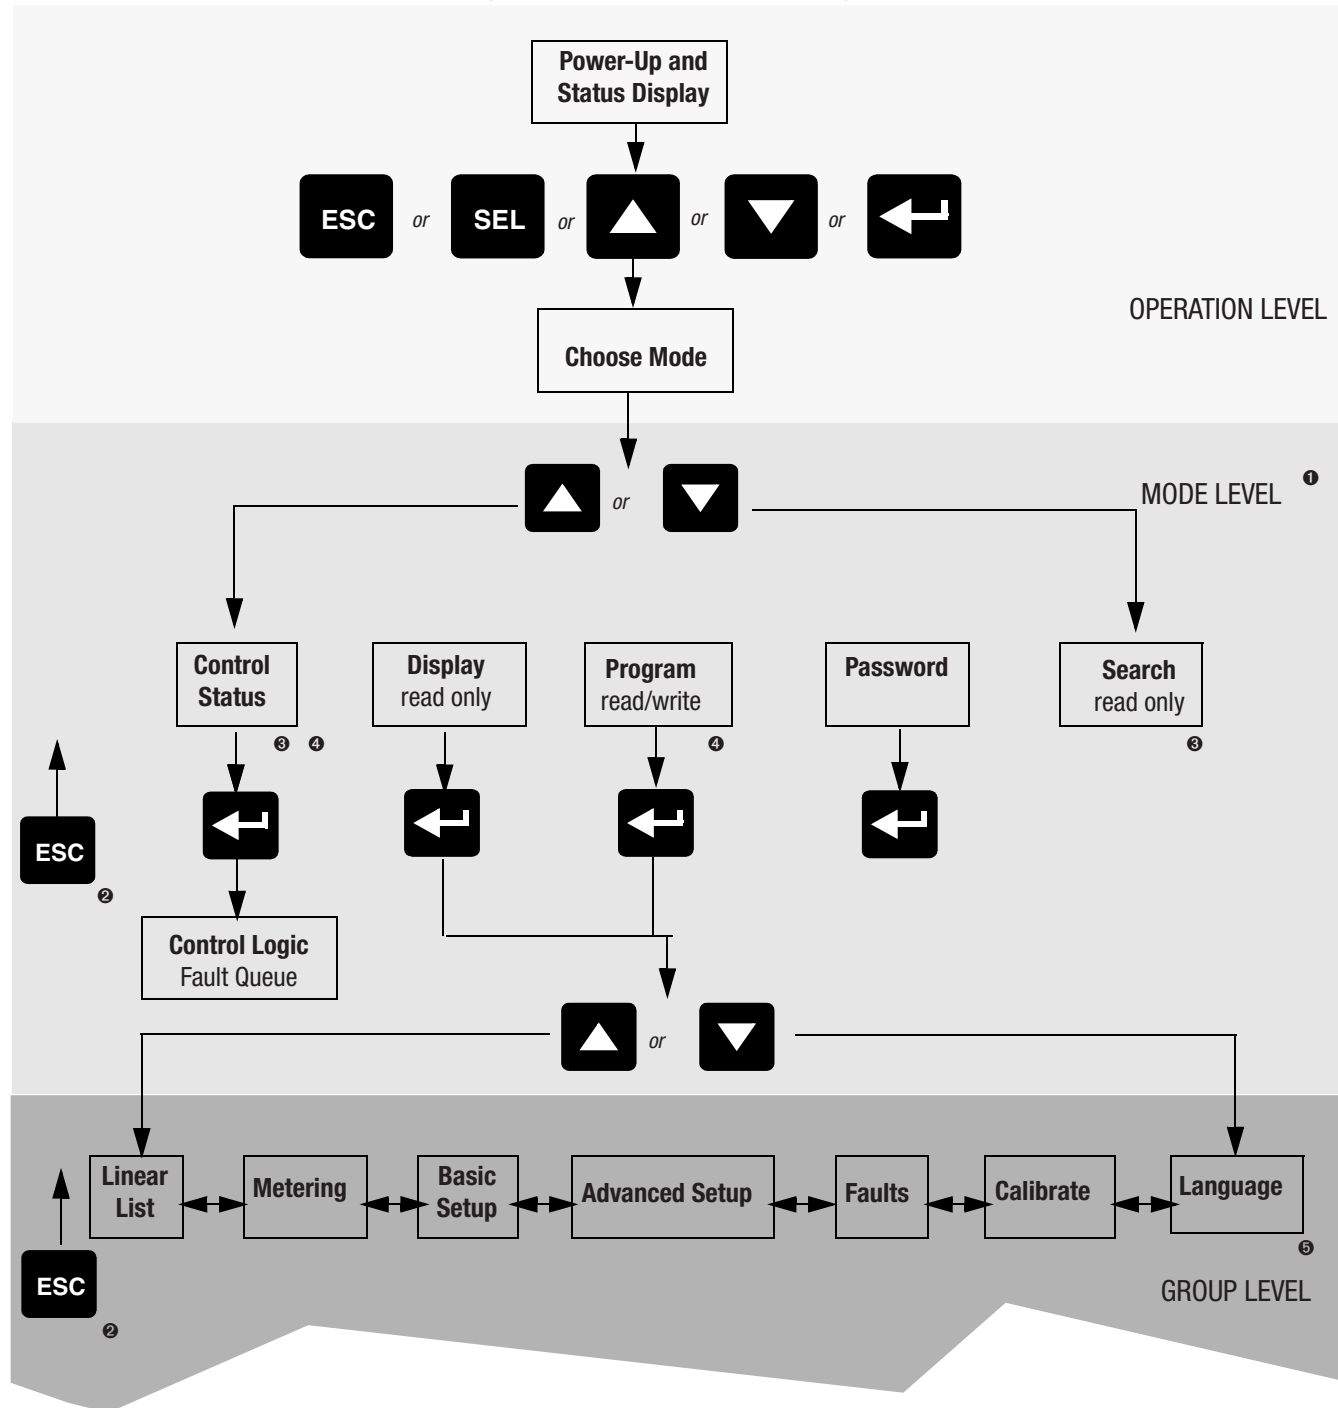 Power-Up and
Status Display
ESC or SEL or or or
OPERATION LEVEL
Choose Mode
or
MODE LEVEL ❶
Control
Status
❸ ❹
Display
read only
Program
read/write
❹
Password
Search
read only
❸
ESC
❷
Control Logic
Fault Queue
or
Linear
List
Metering
Basic
Setup
Advanced Setup
Faults
Calibrate
Language
❺
ESC
❷
GROUP LEVEL